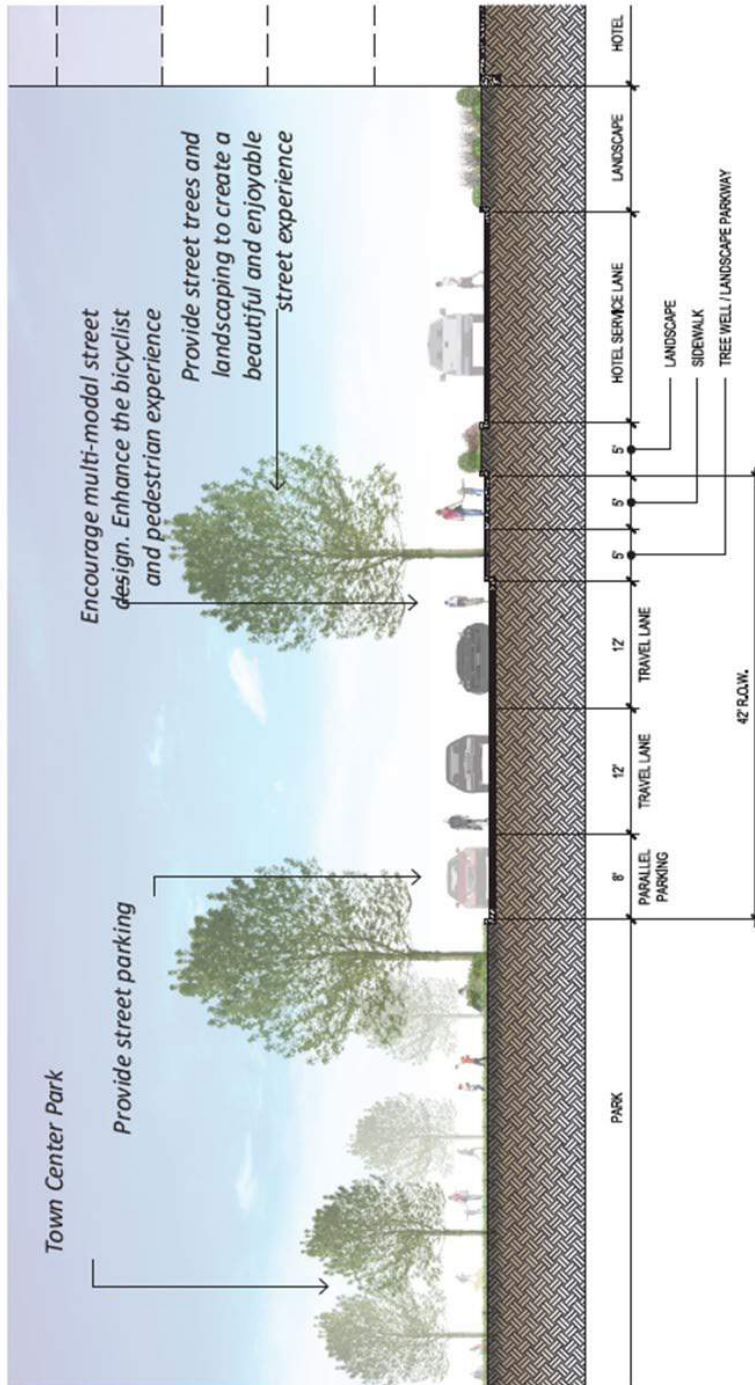 Town Center Park
Provide street parking
Encourage multi-modal street
design. Enhance the bicyclist
and pedestrian experience
Provide street trees and
landscaping to create a
beautiful and enjoyable
street experience
PARK
8'
PARALLEL
PARKING
12'
TRAVEL LANE
12'
TRAVEL LANE
5'
5'
5'
HOTEL SERVICE LANE
LANDSCAPE
HOTEL
LANDSCAPE
SIDEWALK
TREE WELL / LANDSCAPE PARKWAY
42' R.O.W.